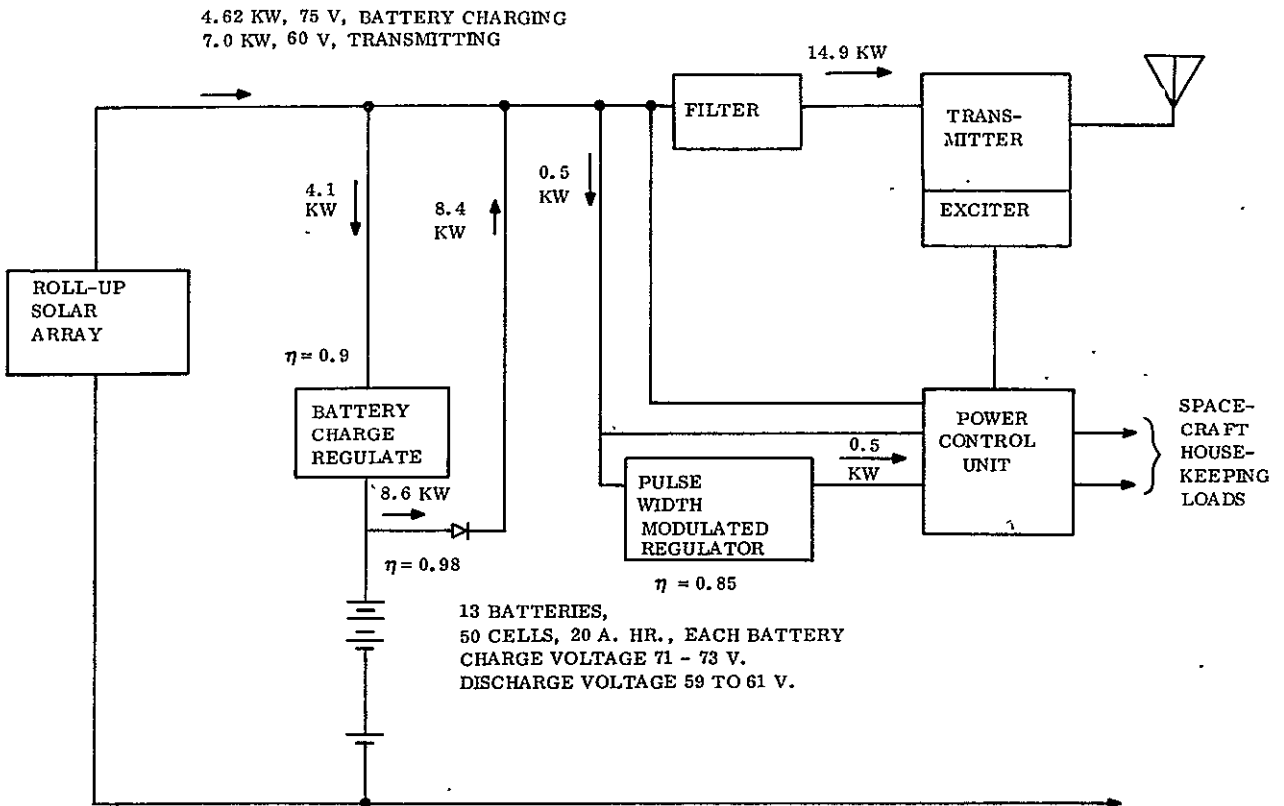 4.62 KW, 75 V, BATTERY CHARGING
7.0 KW, 60 V, TRANSMITTING
14.9 KW
FILTER
TRANS-
MITTER
EXCITER
4.1
KW
8.4
KW
0.5
KW
ROLL-UP
SOLAR
ARRAY
η = 0.9
BATTERY
CHARGE
REGULATE
8.6 KW
η = 0.98
PULSE
WIDTH
MODULATED
REGULATOR
η = 0.85
0.5
KW
POWER
CONTROL
UNIT
SPACE-
CRAFT
HOUSE-
KEEPING
LOADS
13 BATTERIES,
50 CELLS, 20 A. HR., EACH BATTERY
CHARGE VOLTAGE 71 - 73 V.
DISCHARGE VOLTAGE 59 TO 61 V.